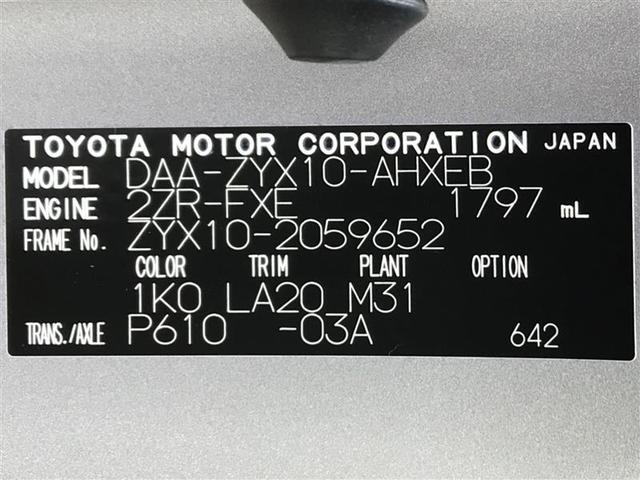 TOYOTA MOTOR CORPORATION JAPAN
MODEL DAA-ZYX10-AHXEB
ENGINE 2ZR-FXE 1797 mL
FRAME No. ZYX10-2059652
COLOR TRIM PLANT OPTION
1K0 LA20 M31
TRANS./AXLE P610 -03A 642